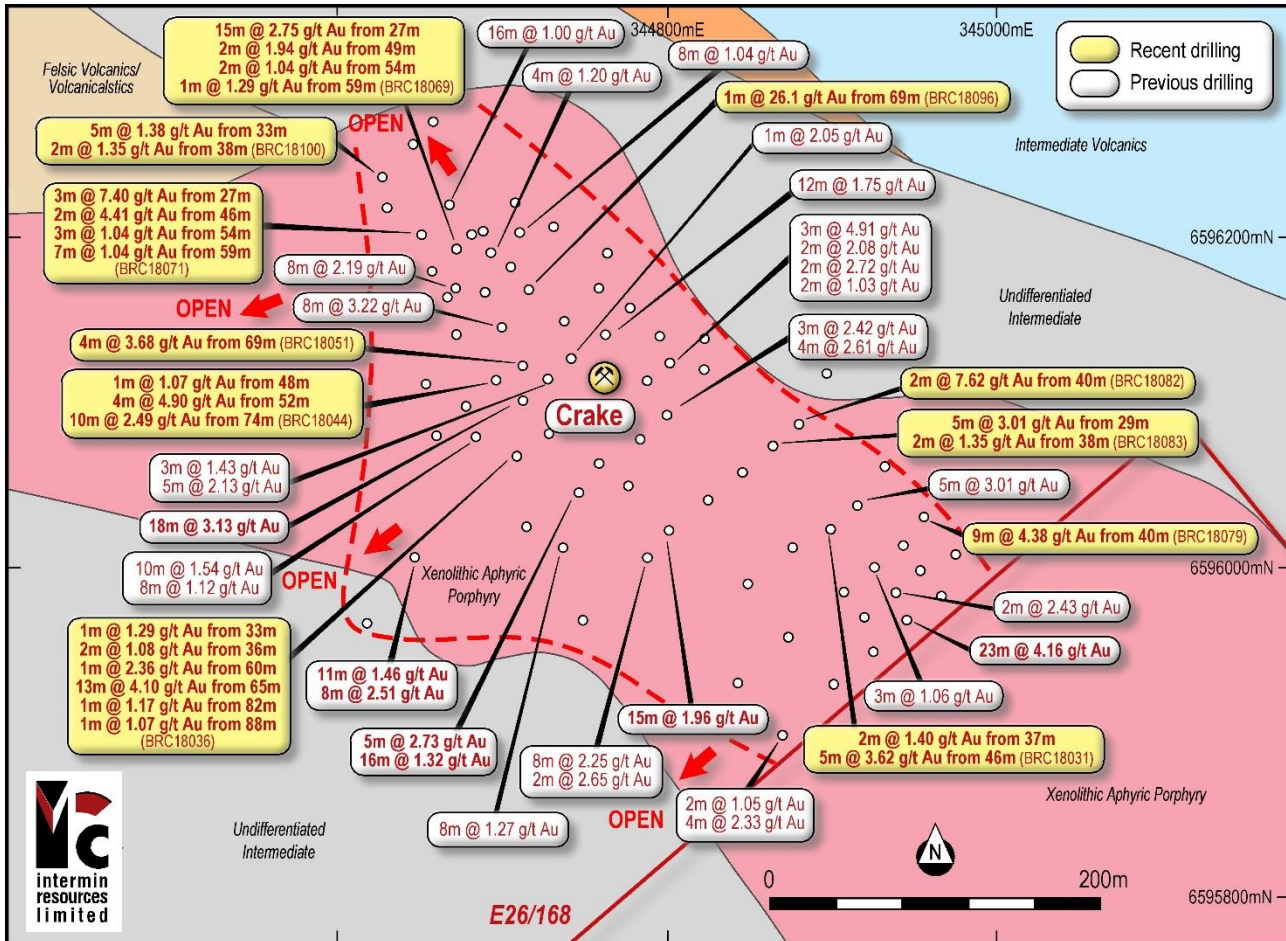 344800mE
345000mE
15m @ 2.75 g/t Au from 27m
2m @ 1.94 g/t Au from 49m
2m @ 1.04 g/t Au from 54m
1m @ 1.29 g/t Au from 59m (BRC18069)
16m @ 1.00 g/t Au
4m @ 1.20 g/t Au
8m @ 1.04 g/t Au
Recent drilling
Previous drilling
Felsic Volcanics/
Volcanicalstics
1m @ 26.1 g/t Au from 69m (BRC18096)
OPEN
5m @ 1.38 g/t Au from 33m
2m @ 1.35 g/t Au from 38m (BRC18100)
1m @ 2.05 g/t Au
Intermediate Volcanics
12m @ 1.75 g/t Au
3m @ 7.40 g/t Au from 27m
2m @ 4.41 g/t Au from 46m
3m @ 1.04 g/t Au from 54m
7m @ 1.04 g/t Au from 59m
(BRC18071)
3m @ 4.91 g/t Au
2m @ 2.08 g/t Au
2m @ 2.72 g/t Au
2m @ 1.03 g/t Au
6596200mN
8m @ 2.19 g/t Au
OPEN
8m @ 3.22 g/t Au
Undifferentiated
Intermediate
3m @ 2.42 g/t Au
4m @ 2.61 g/t Au
4m @ 3.68 g/t Au from 69m (BRC18051)
1m @ 1.07 g/t Au from 48m
4m @ 4.90 g/t Au from 52m
10m @ 2.49 g/t Au from 74m (BRC18044)
Crake
2m @ 7.62 g/t Au from 40m (BRC18082)
5m @ 3.01 g/t Au from 29m
2m @ 1.35 g/t Au from 38m (BRC18083)
3m @ 1.43 g/t Au
5m @ 2.13 g/t Au
5m @ 3.01 g/t Au
18m @ 3.13 g/t Au
9m @ 4.38 g/t Au from 40m (BRC18079)
10m @ 1.54 g/t Au
8m @ 1.12 g/t Au
OPEN
Xenolithic Aphyric
Porphyry
6596000mN
2m @ 2.43 g/t Au
1m @ 1.29 g/t Au from 33m
2m @ 1.08 g/t Au from 36m
1m @ 2.36 g/t Au from 60m
13m @ 4.10 g/t Au from 65m
1m @ 1.17 g/t Au from 82m
1m @ 1.07 g/t Au from 88m
(BRC18036)
23m @ 4.16 g/t Au
11m @ 1.46 g/t Au
8m @ 2.51 g/t Au
3m @ 1.06 g/t Au
15m @ 1.96 g/t Au
5m @ 2.73 g/t Au
16m @ 1.32 g/t Au
2m @ 1.40 g/t Au from 37m
5m @ 3.62 g/t Au from 46m (BRC18031)
8m @ 2.25 g/t Au
2m @ 2.65 g/t Au
Xenolithic Aphyric Porphyry
OPEN
2m @ 1.05 g/t Au
4m @ 2.33 g/t Au
8m @ 1.27 g/t Au
Undifferentiated
Intermediate
N
intermin
resources
limited
0
200m
6595800mN
E26/168